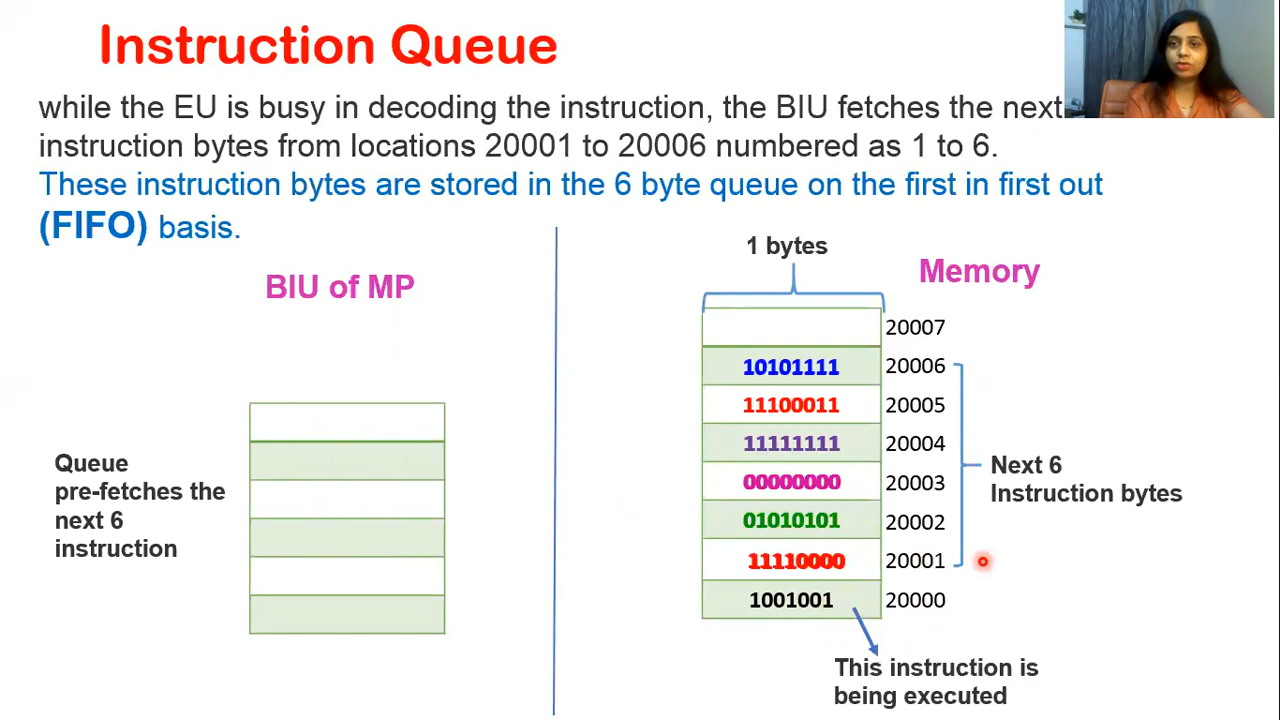 Instruction Queue
while the EU is busy in decoding the instruction, the BIU fetches the next
instruction bytes from locations 20001 to 20006 numbered as 1 to 6.
These instruction bytes are stored in the 6 byte queue on the first in first out
(FIFO) basis.
BIU of MP
Queue
pre-fetches the
next 6
instruction
1 bytes
Memory
20007
10101111 20006
11100011 20005
11111111 20004
00000000 20003
01010101 20002
11110000 20001
1001001 20000
Next 6
Instruction bytes
This instruction is
being executed